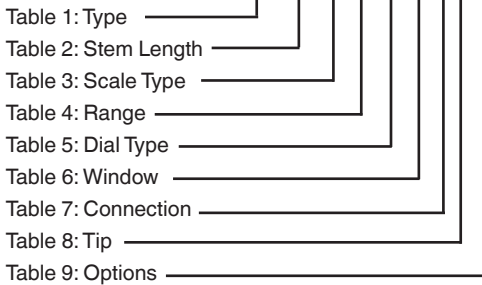 Table 1: Type
Table 2: Stem Length
Table 3: Scale Type
Table 4: Range
Table 5: Dial Type
Table 6: Window
Table 7: Connection
Table 8: Tip
Table 9: Options